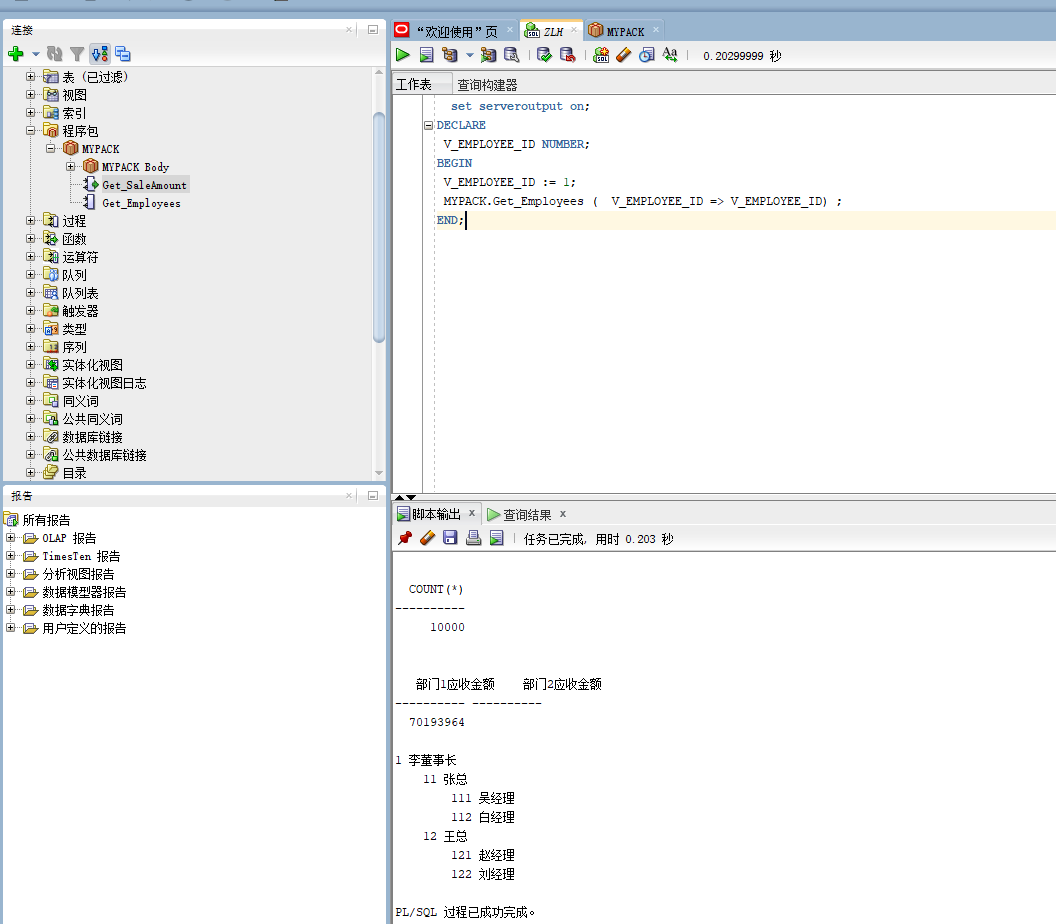 连接
表 (已过滤)
视图
索引
程序包
MYPACK
MYPACK Body
Get_SaleAmount
Get_Employees
过程
函数
运算符
队列
队列表
触发器
类型
序列
实体化视图
实体化视图日志
同义词
公共同义词
数据库链接
公共数据库链接
目录
报告
所有报告
OLAP 报告
TimesTen 报告
分析视图报告
数据模型器报告
数据字典报告
用户定义的报告
“欢迎使用”页 ZLH MYPACK
0.20299999 秒
工作表 查询构建器
set serveroutput on;
DECLARE
V_EMPLOYEE_ID NUMBER;
BEGIN
V_EMPLOYEE_ID := 1;
MYPACK.Get_Employees (  V_EMPLOYEE_ID => V_EMPLOYEE_ID) ;
END;
脚本输出 x 查询结果 x
任务已完成, 用时 0.203 秒
COUNT(*)
----------
10000
部门1应收金额 部门2应收金额
---------- ----------
70193964
1 李董事长
11 张总
111 吴经理
112 白经理
12 王总
121 赵经理
122 刘经理
PL/SQL 过程已成功完成。